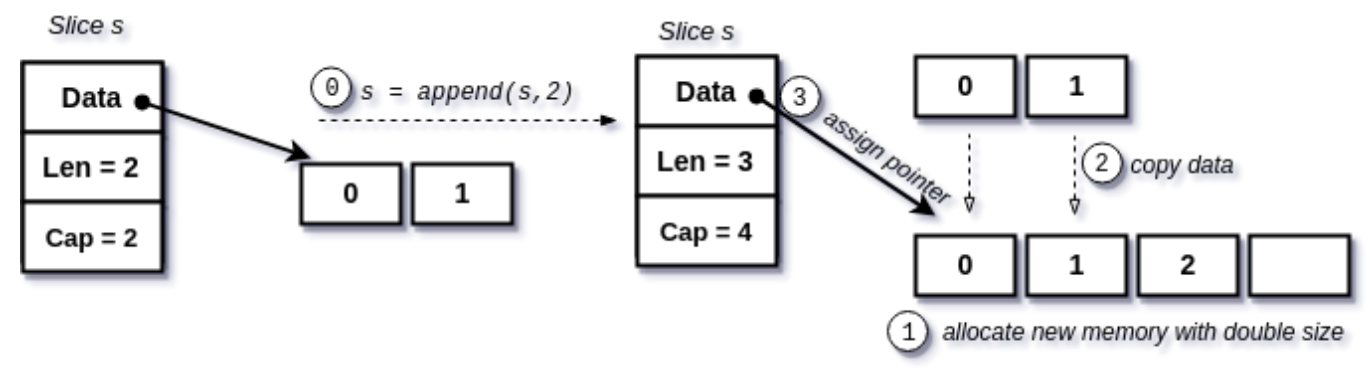 Slice s
Data
Len = 2
Cap = 2
0 1
0 s = append(s,2)
Slice s
Data
Len = 3
Cap = 4
3 assign pointer
0 1
2 copy data
0 1 2
1 allocate new memory with double size